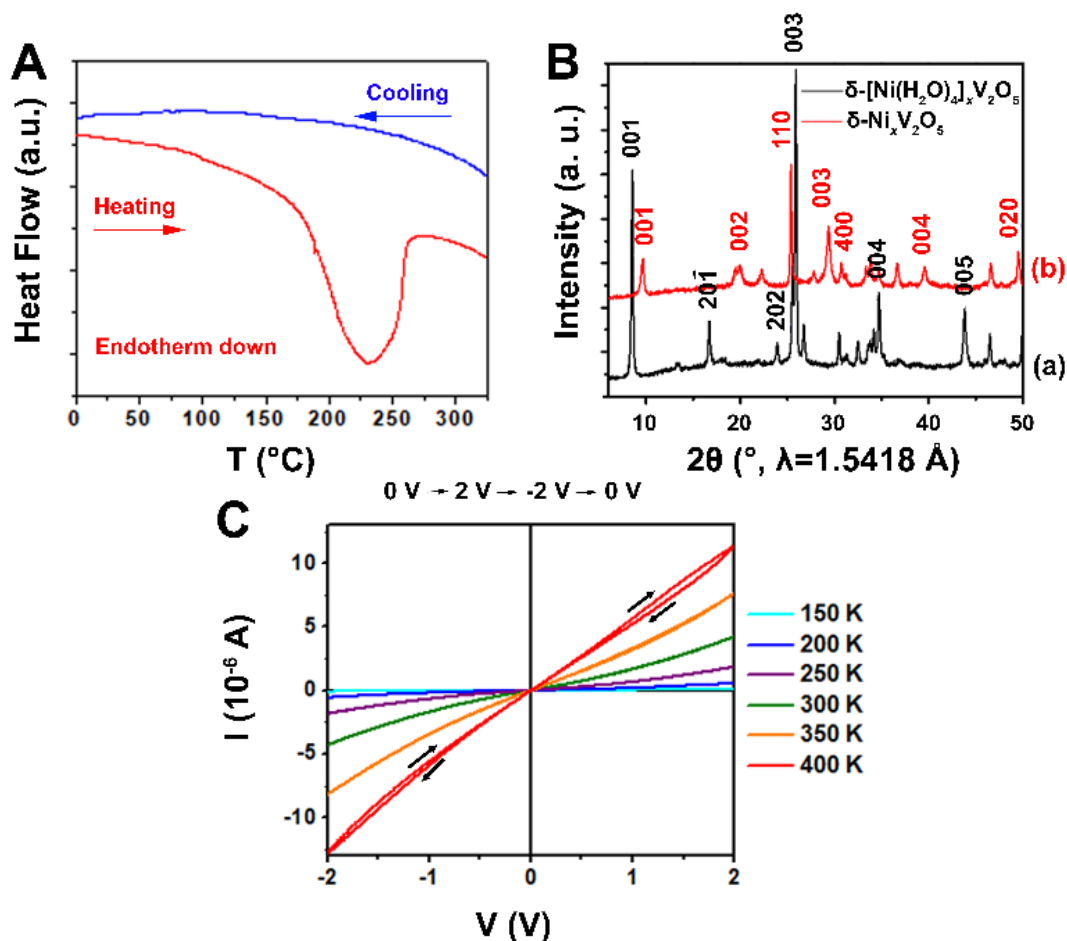 A
Cooling
Heating
Endotherm down
Heat Flow (a.u.)
0 50 100 150 200 250 300
T (°C)
B
003
δ-[Ni(H₂O)₄]ₓV₂O₅
δ-NiₓV₂O₅
001
110
003
001
002
400
004
020
(b)
004
201̄
202
005
(a)
Intensity (a. u.)
10 20 30 40 50
2θ (°, λ=1.5418 Å)
0 V → 2 V → -2 V → 0 V
C
10
5
0
-5
-10
I (10⁻⁶ A)
-2 -1 0 1 2
V (V)
150 K
200 K
250 K
300 K
350 K
400 K